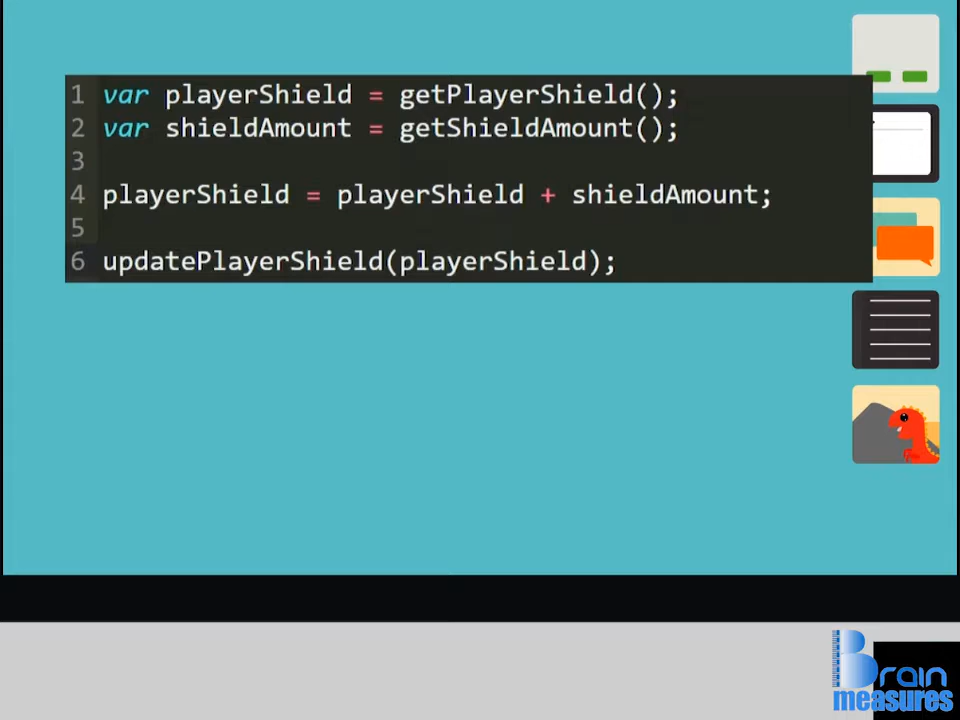 1 var playerShield = getPlayerShield();
2 var shieldAmount = getShieldAmount();
3
4 playerShield = playerShield + shieldAmount;
5
6 updatePlayerShield(playerShield);
Brain
measures